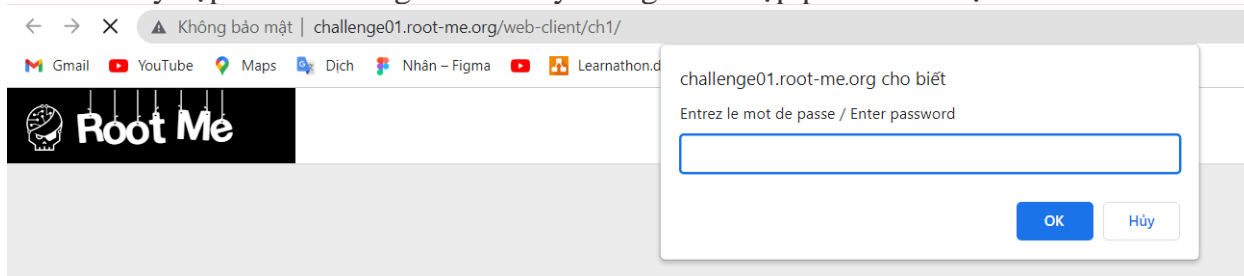 Không bảo mật | challenge01.root-me.org/web-client/ch1/
Gmail YouTube Maps Dịch Nhân – Figma Learnathon.d
challenge01.root-me.org cho biết
Entrez le mot de passe / Enter password
Root Me
OK Hủy